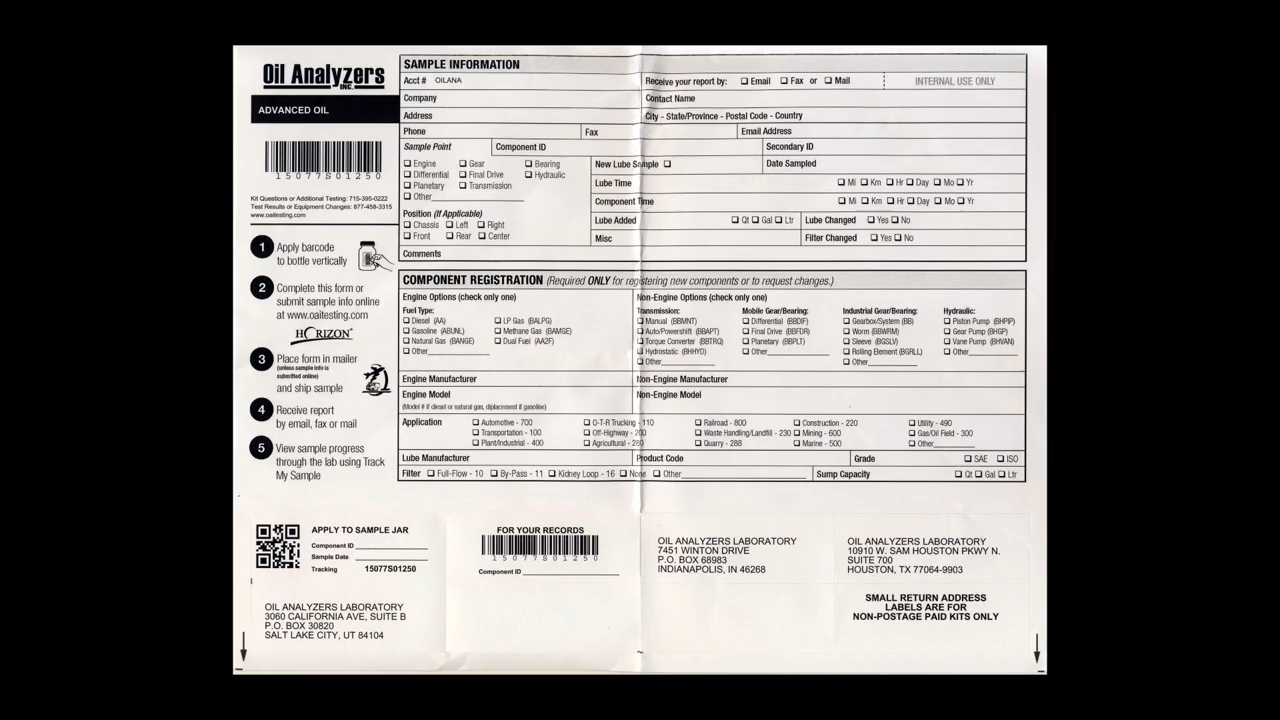 Oil Analyzers
INC.
ADVANCED OIL
15077S01250
Kit Questions or Additional Testing: 715-395-0222
Test Results or Equipment Changes: 877-458-3315
www.oaitesting.com
1 Apply barcode
to bottle vertically
2 Complete this form or
submit sample info online
at www.oaitesting.com
HORIZON®
3 Place form in mailer
(unless sample info is
submitted online)
and ship sample
4 Receive report
by email, fax or mail
5 View sample progress
through the lab using Track
My Sample
SAMPLE INFORMATION
Acct # OILANA Receive your report by: ❑ Email ❑ Fax or ❑ Mail INTERNAL USE ONLY
Company Contact Name
Address City - State/Province - Postal Code - Country
Phone Fax Email Address
Sample Point Component ID Secondary ID
❑ Engine ❑ Gear ❑ Bearing New Lube Sample ❑ Date Sampled
❑ Differential ❑ Final Drive ❑ Hydraulic
❑ Planetary ❑ Transmission Lube Time ❑ Mi ❑ Km ❑ Hr ❑ Day ❑ Mo ❑ Yr
❑ Other
Component Time ❑ Mi ❑ Km ❑ Hr ❑ Day ❑ Mo ❑ Yr
Position (If Applicable)
❑ Chassis ❑ Left ❑ Right Lube Added ❑ Qt ❑ Gal ❑ Ltr Lube Changed ❑ Yes ❑ No
❑ Front ❑ Rear ❑ Center Misc Filter Changed ❑ Yes ❑ No
Comments
COMPONENT REGISTRATION (Required ONLY for registering new components or to request changes.)
Engine Options (check only one) Non-Engine Options (check only one)
Fuel Type: Transmission: Mobile Gear/Bearing: Industrial Gear/Bearing: Hydraulic:
❑ Diesel (AA) ❑ LP Gas (BALPG) ❑ Manual (BBMNT) ❑ Differential (BBDIF) ❑ Gearbox/System (BB) ❑ Piston Pump (BHPIP)
❑ Gasoline (ABUNL) ❑ Methane Gas (BAMGE) ❑ Auto/Powershift (BBAPT) ❑ Final Drive (BBFDR) ❑ Worm (BBWRM) ❑ Gear Pump (BHGP)
❑ Natural Gas (BANGE) ❑ Dual Fuel (AA2F) ❑ Torque Converter (BBTRQ) ❑ Planetary (BBPLT) ❑ Sleeve (BGSLV) ❑ Vane Pump (BHVAN)
❑ Other ❑ Hydrostatic (BHHYD) ❑ Other ❑ Rolling Element (BGRLL) ❑ Other
❑ Other ❑ Other
Engine Manufacturer Non-Engine Manufacturer
Engine Model Non-Engine Model
(Model # if diesel or natural gas, diplacement if gasoline)
Application ❑ Automotive - 700 ❑ O-T-R Trucking - 110 ❑ Railroad - 800 ❑ Construction - 220 ❑ Utility - 490
❑ Transportation - 100 ❑ Off-Highway - 200 ❑ Waste Handling/Landfill - 230 ❑ Mining - 600 ❑ Gas/Oil Field - 300
❑ Plant/Industrial - 400 ❑ Agricultural - 280 ❑ Quarry - 288 ❑ Marine - 500 ❑ Other
Lube Manufacturer Product Code Grade ❑ SAE ❑ ISO
Filter ❑ Full-Flow - 10 ❑ By-Pass - 11 ❑ Kidney Loop - 16 ❑ None ❑ Other Sump Capacity ❑ Qt ❑ Gal ❑ Ltr
APPLY TO SAMPLE JAR
Component ID
Sample Date
Tracking 15077S01250
FOR YOUR RECORDS
15077S01250
Component ID
OIL ANALYZERS LABORATORY
7451 WINTON DRIVE
P.O. BOX 68983
INDIANAPOLIS, IN 46268
OIL ANALYZERS LABORATORY
10910 W. SAM HOUSTON PKWY N.
SUITE 700
HOUSTON, TX 77064-9903
OIL ANALYZERS LABORATORY
3060 CALIFORNIA AVE, SUITE B
P.O. BOX 30820
SALT LAKE CITY, UT 84104
SMALL RETURN ADDRESS
LABELS ARE FOR
NON-POSTAGE PAID KITS ONLY